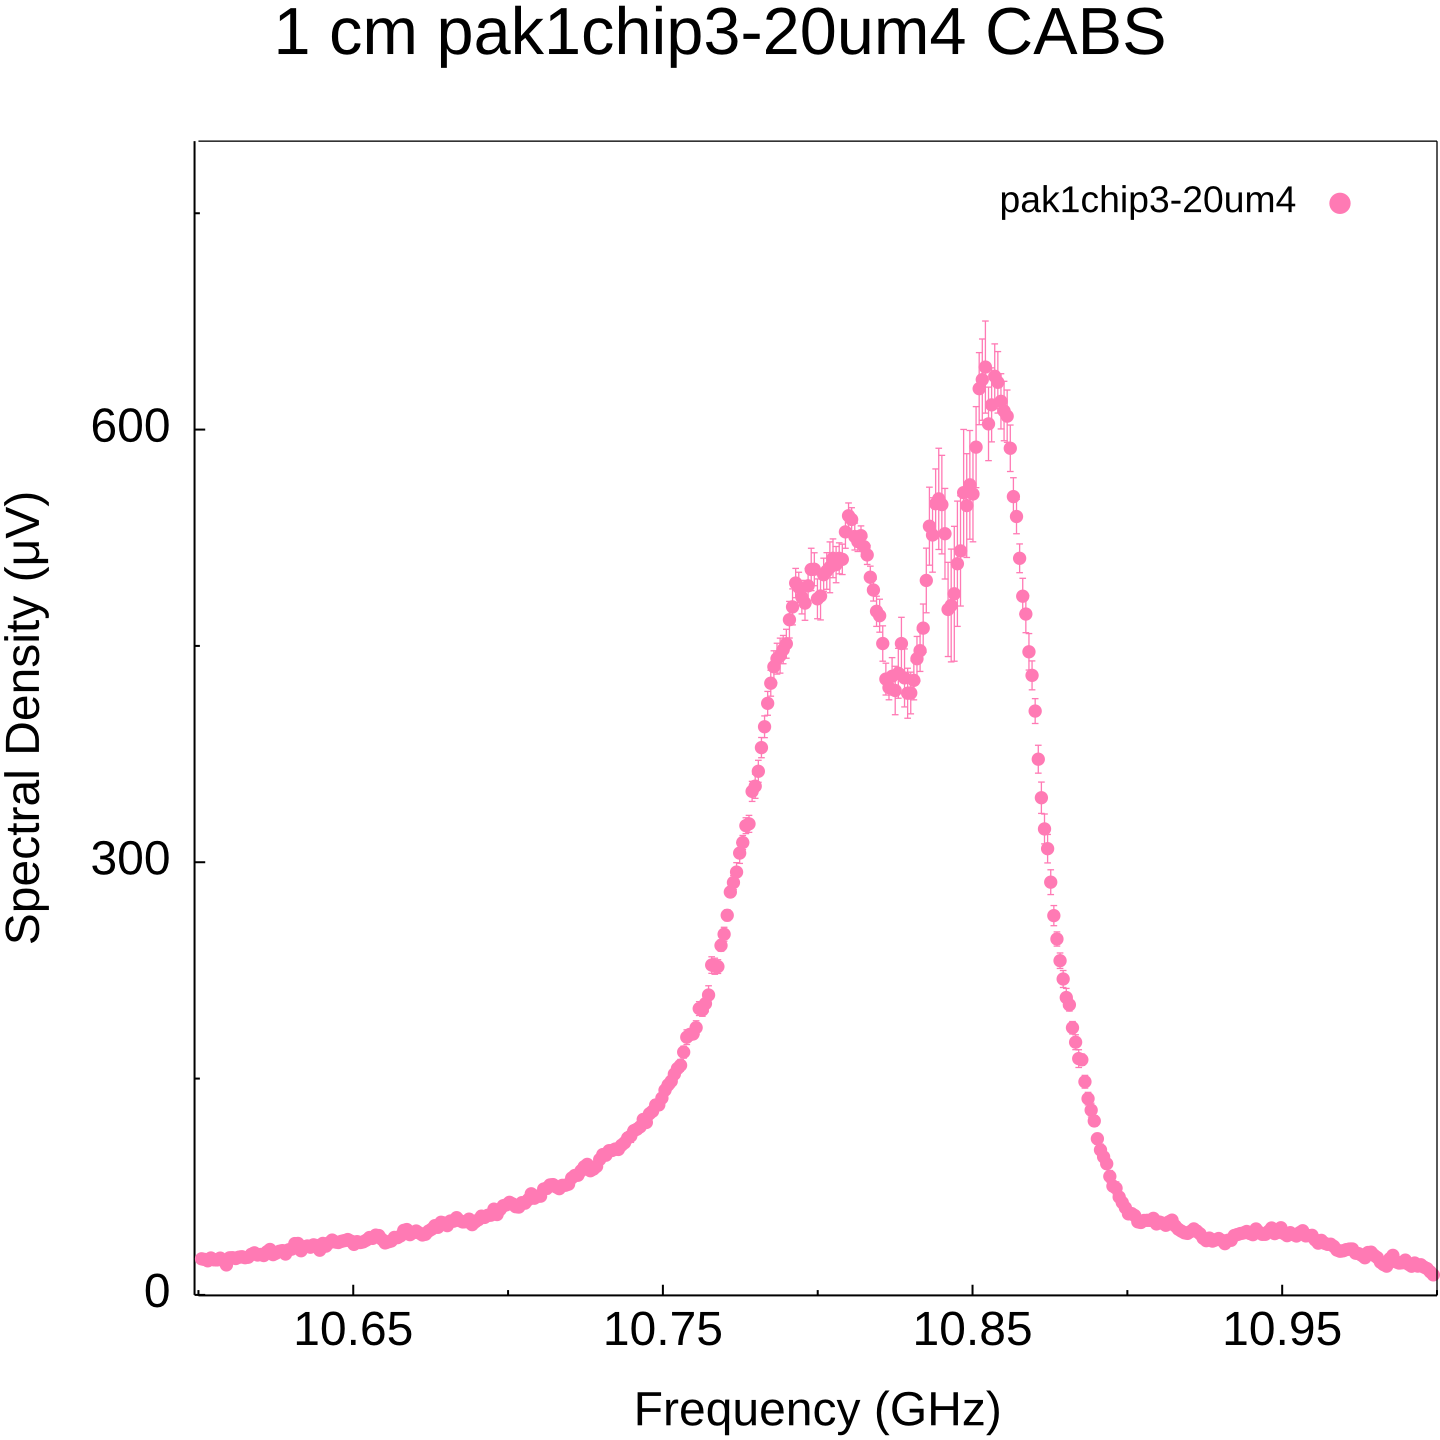 1 cm pak1chip3-20um4 CABS
pak1chip3-20um4
Spectral Density (μV)
600
300
0
10.65 10.75 10.85 10.95
Frequency (GHz)